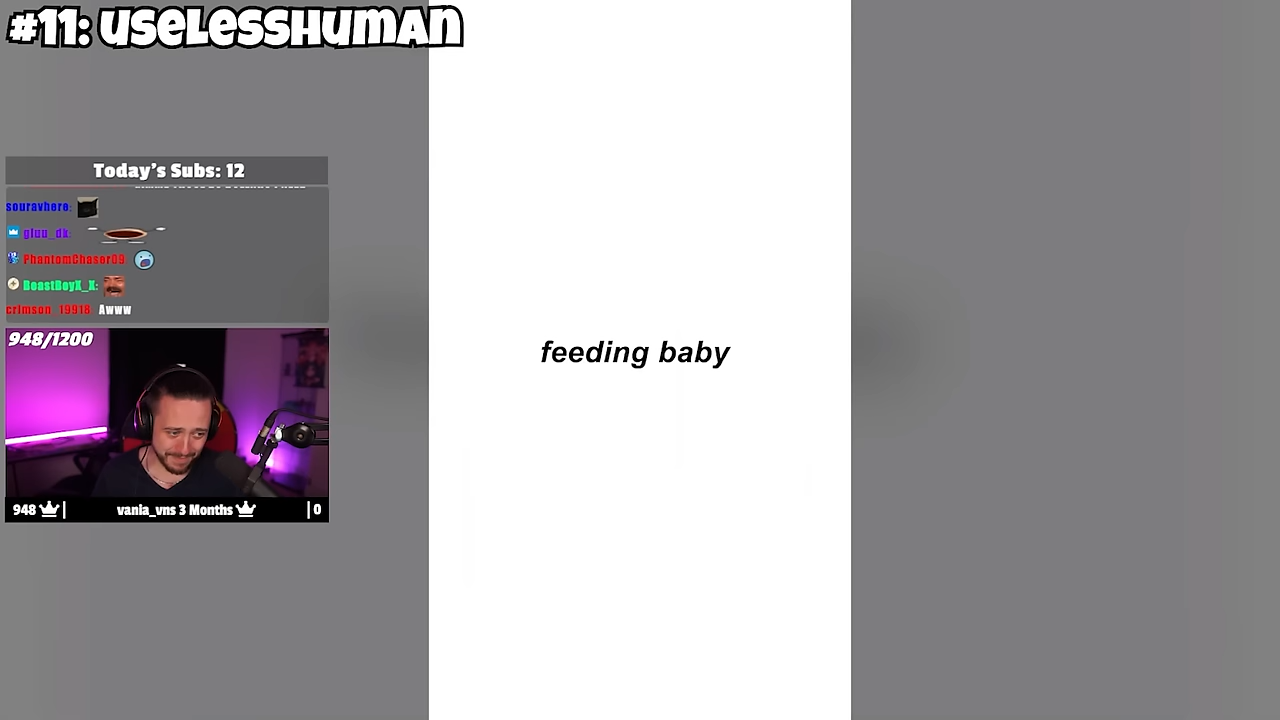 #11: uselesshuman
Today's Subs: 12
souravhere:
gluu_dk:
PhantomChaser09:
BeastBoyX_X:
crimson_19918: Awww
948/1200
feeding baby
948 | vania_vns 3 Months | 0